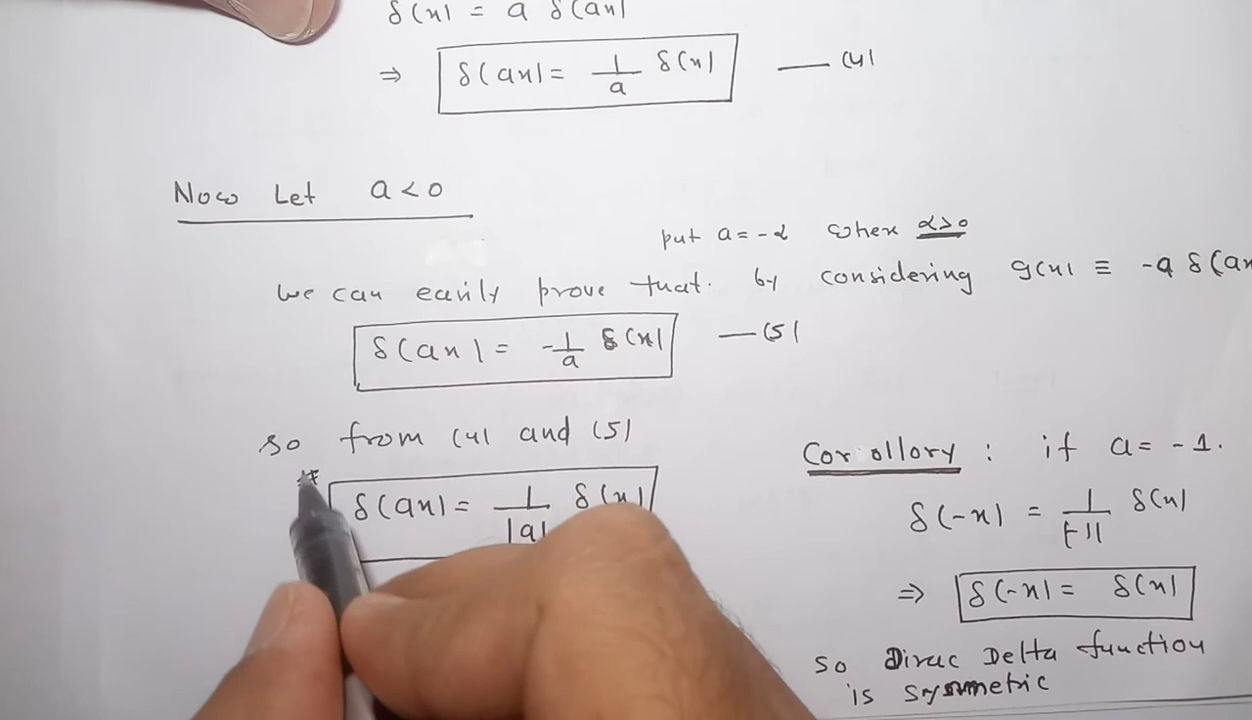 δ(x) = a δ(ax)
⇒ δ(ax) = 1/a δ(x) — (4)
Now Let a<0
put a = -α when α>0
we can easily prove that. by considering g(x) ≡ -a δ(ax
δ(ax) = -1/a δ(x) — (5)
so from (4) and (5)
* δ(ax) = 1/|a| δ(x)
Corollory : if a = -1.
δ(-x) = 1/|-1| δ(x)
⇒ δ(-x) = δ(x)
so Dirac Delta function
is symmetric